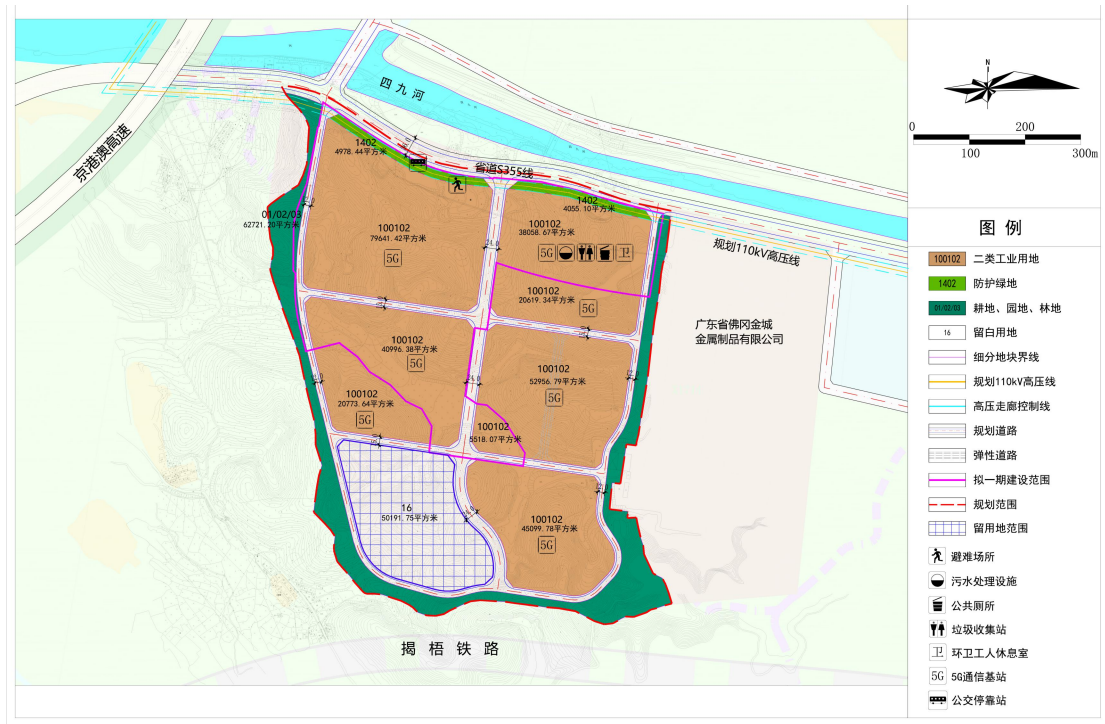 四九河
京港澳高速
省道S355线
规划110kV高压线
1402
4978.44平方米
1402
4055.10平方米
01/02/03
62721.20平方米
100102
79641.42平方米
5G
100102
38058.67平方米
5G
卫
100102
20619.34平方米
5G
100102
40996.38平方米
5G
100102
52956.79平方米
5G
100102
20773.64平方米
5G
100102
5518.07平方米
16
50191.75平方米
100102
45099.78平方米
5G
24.0
24.0
广东省佛冈金城
金属制品有限公司
揭梧铁路
N
0
200
100
300m
图例
100102 二类工业用地
1402 防护绿地
01/02/03 耕地、园地、林地
16 留白用地
细分地块界线
规划110kV高压线
高压走廊控制线
规划道路
弹性道路
拟一期建设范围
规划范围
留用地范围
避难场所
污水处理设施
公共厕所
垃圾收集站
卫 环卫工人休息室
5G 5G通信基站
公交停靠站